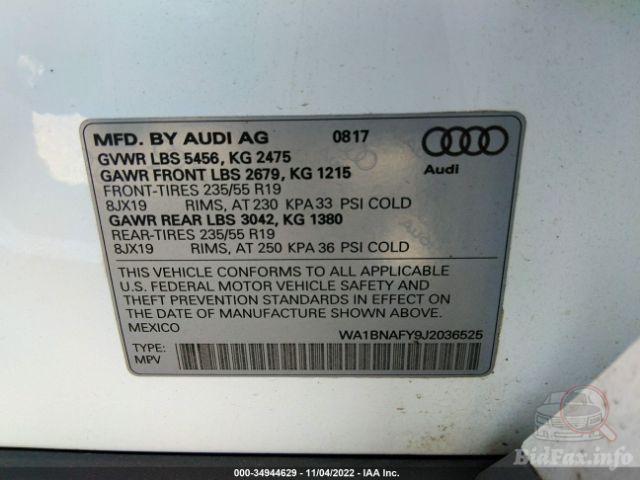 MFD. BY AUDI AG 0817
GVWR LBS 5456, KG 2475
GAWR FRONT LBS 2679, KG 1215
Audi
FRONT-TIRES 235/55 R19
8JX19 RIMS, AT 230 KPA 33 PSI COLD
GAWR REAR LBS 3042, KG 1380
REAR-TIRES 235/55 R19
8JX19 RIMS, AT 250 KPA 36 PSI COLD
THIS VEHICLE CONFORMS TO ALL APPLICABLE
U.S. FEDERAL MOTOR VEHICLE SAFETY AND
THEFT PREVENTION STANDARDS IN EFFECT ON
THE DATE OF MANUFACTURE SHOWN ABOVE.
MEXICO
WA1BNAFY9J2036525
TYPE:
MPV
BidFax.info
000-34944629 - 11/04/2022 - IAA Inc.